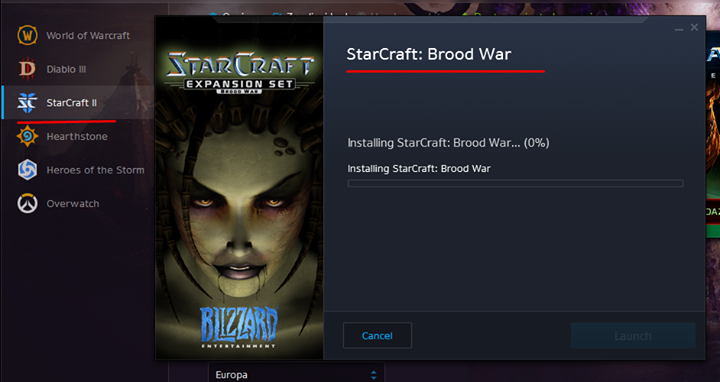 World of Warcraft
Diablo III
StarCraft II
Hearthstone
Heroes of the Storm
Overwatch
STARCRAFT
EXPANSION SET
BROOD WAR
BLIZZARD
ENTERTAINMENT
StarCraft: Brood War
Installing StarCraft: Brood War... (0%)
Installing StarCraft: Brood War
Cancel
Launch
Europa